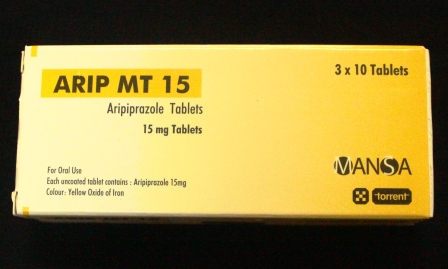 ARIP MT 15
3 x 10 Tablets
Aripiprazole Tablets
15 mg Tablets
For Oral Use
Each uncoated tablet contains : Aripiprazole 15mg
Colour: Yellow Oxide of Iron
MANSA
torrent